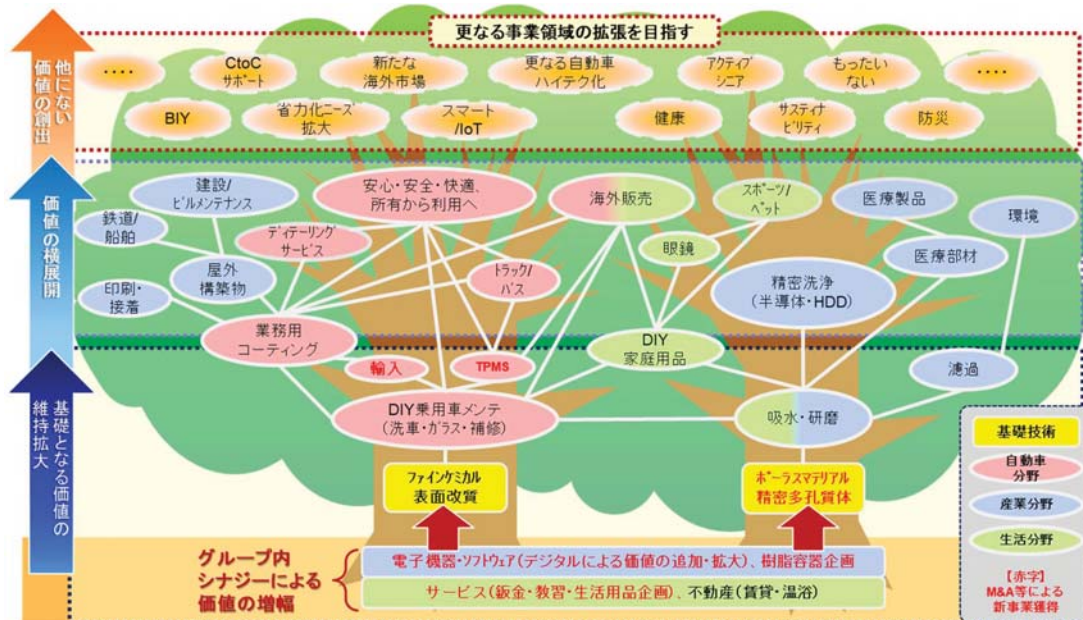 更なる事業領域の拡張を目指す
他にない
価値の創出
‥‥
CtoC
サポート
新たな
海外市場
更なる自動車
ハイテク化
アクティブ
シニア
もったい
ない
‥‥
BIY
省力化ニーズ
拡大
スマート
/IoT
健康
サスティナ
ビリティ
防災
価値の横展開
建設/
ビルメンテナンス
安心・安全・快適、
所有から利用へ
海外販売
スポーツ/
ペット
医療製品
環境
鉄道/
船舶
ディテーリング
サービス
眼鏡
医療部材
印刷・
接着
屋外
構築物
トラック/
バス
精密洗浄
(半導体・HDD)
業務用
コーティング
DIY
家庭用品
輸入
TPMS
濾過
基礎となる価値の
維持拡大
DIY乗用車メンテ
(洗車・ガラス・補修)
吸水・研磨
ファインケミカル
表面改質
ポーラスマテリアル
精密多孔質体
グループ内
シナジーによる
価値の増幅
電子機器・ソフトウェア(デジタルによる価値の追加・拡大)、樹脂容器企画
サービス(鈑金・教習・生活用品企画)、不動産(賃貸・温浴)
基礎技術
自動車
分野
産業分野
生活分野
【赤字】
M&A等による
新事業獲得